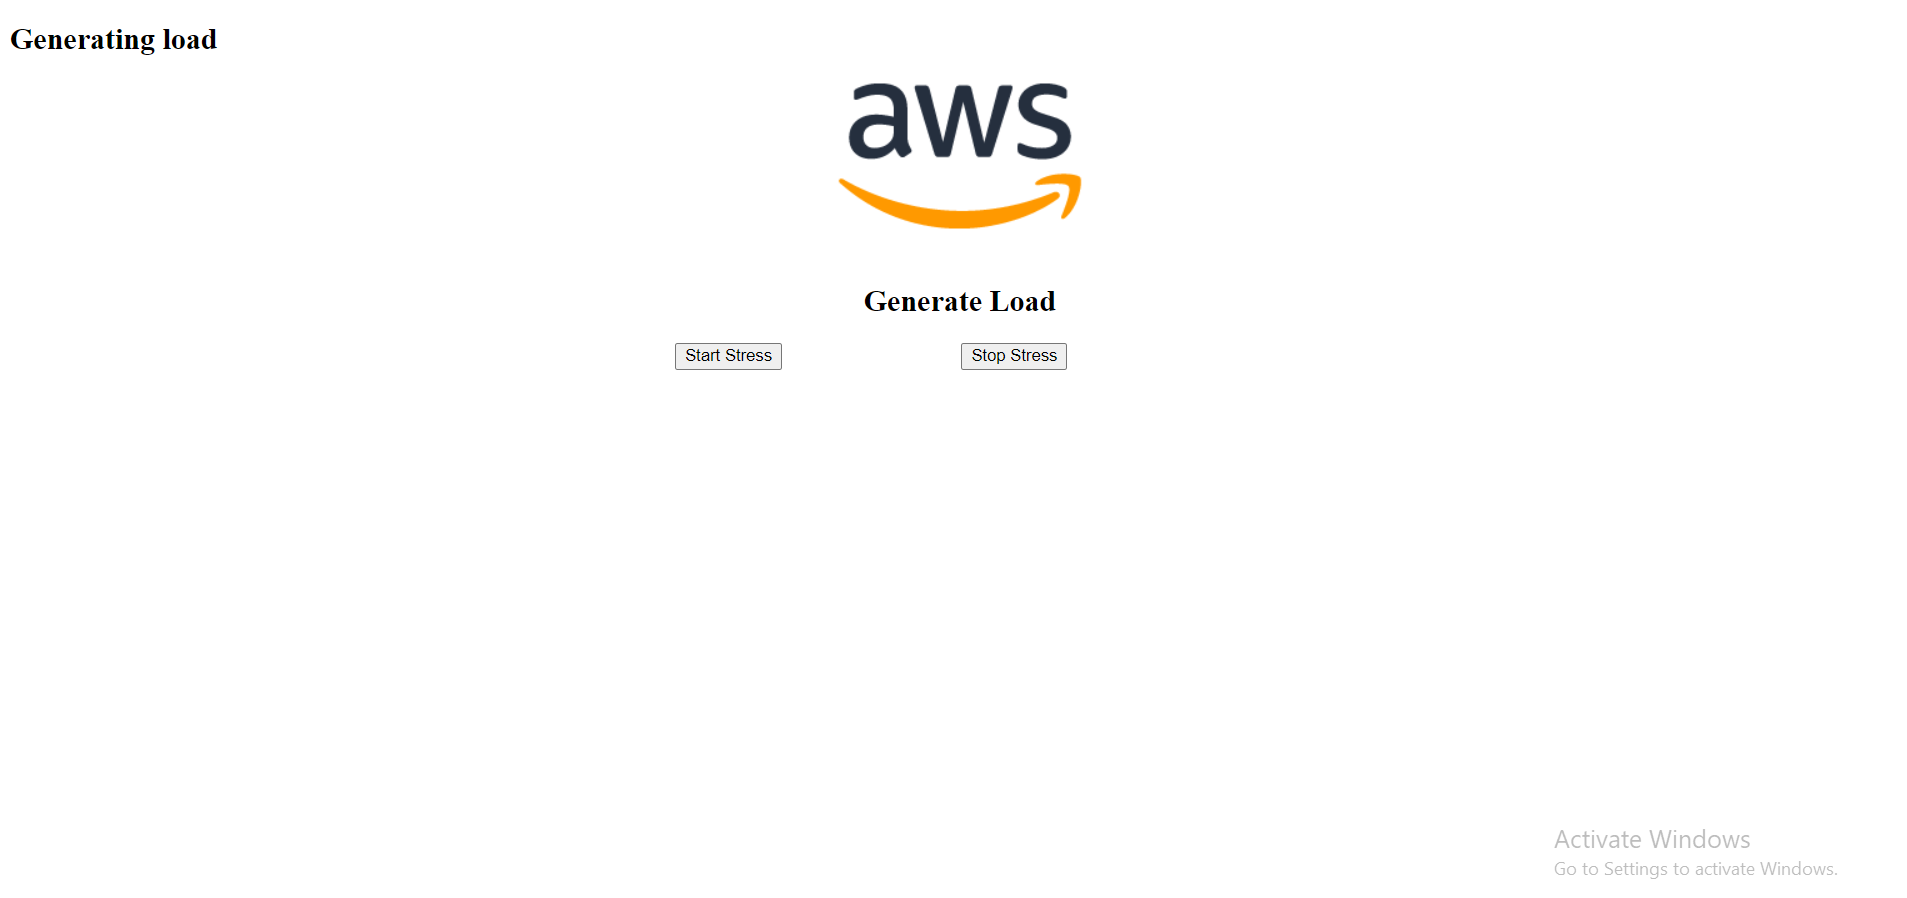 Generating load
aws
Generate Load
Start Stress
Stop Stress
Activate Windows
Go to Settings to activate Windows.